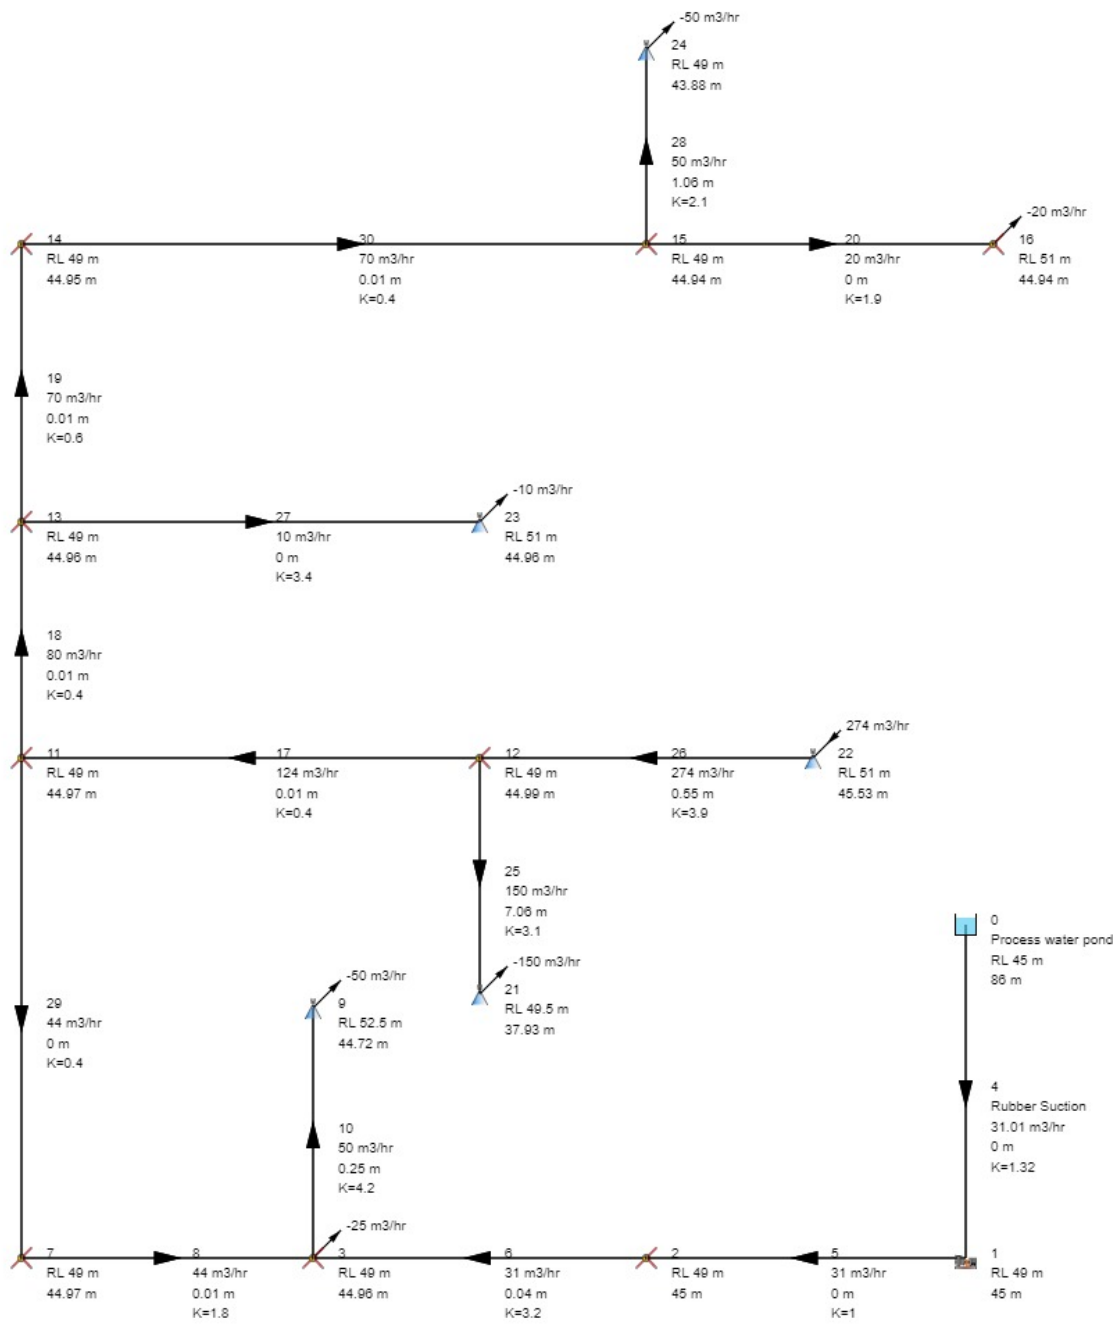 -50 m3/hr
24
RL 49 m
43.88 m
28
50 m3/hr
1.06 m
K=2.1
-20 m3/hr
14
RL 49 m
44.95 m
30
70 m3/hr
0.01 m
K=0.4
15
RL 49 m
44.94 m
20
20 m3/hr
0 m
K=1.9
16
RL 51 m
44.94 m
19
70 m3/hr
0.01 m
K=0.6
-10 m3/hr
13
RL 49 m
44.96 m
27
10 m3/hr
0 m
K=3.4
23
RL 51 m
44.96 m
18
80 m3/hr
0.01 m
K=0.4
274 m3/hr
11
RL 49 m
44.97 m
17
124 m3/hr
0.01 m
K=0.4
12
RL 49 m
44.99 m
26
274 m3/hr
0.55 m
K=3.9
22
RL 51 m
45.53 m
25
150 m3/hr
7.06 m
K=3.1
0
Process water pond
RL 45 m
86 m
-50 m3/hr
-150 m3/hr
29
44 m3/hr
0 m
K=0.4
9
RL 52.5 m
44.72 m
21
RL 49.5 m
37.93 m
4
Rubber Suction
31.01 m3/hr
0 m
K=1.32
10
50 m3/hr
0.25 m
K=4.2
-25 m3/hr
7
RL 49 m
44.97 m
8
44 m3/hr
0.01 m
K=1.8
3
RL 49 m
44.96 m
6
31 m3/hr
0.04 m
K=3.2
2
RL 49 m
45 m
5
31 m3/hr
0 m
K=1
1
RL 49 m
45 m